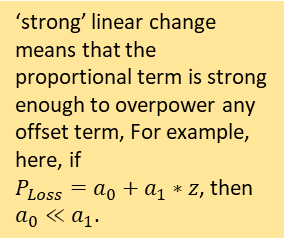 ‘strong’ linear change
means that the
proportional term is strong
enough to overpower any
offset term, For example,
here, if
P_Loss = a_0 + a_1 * z, then
a_0 ≪ a_1.